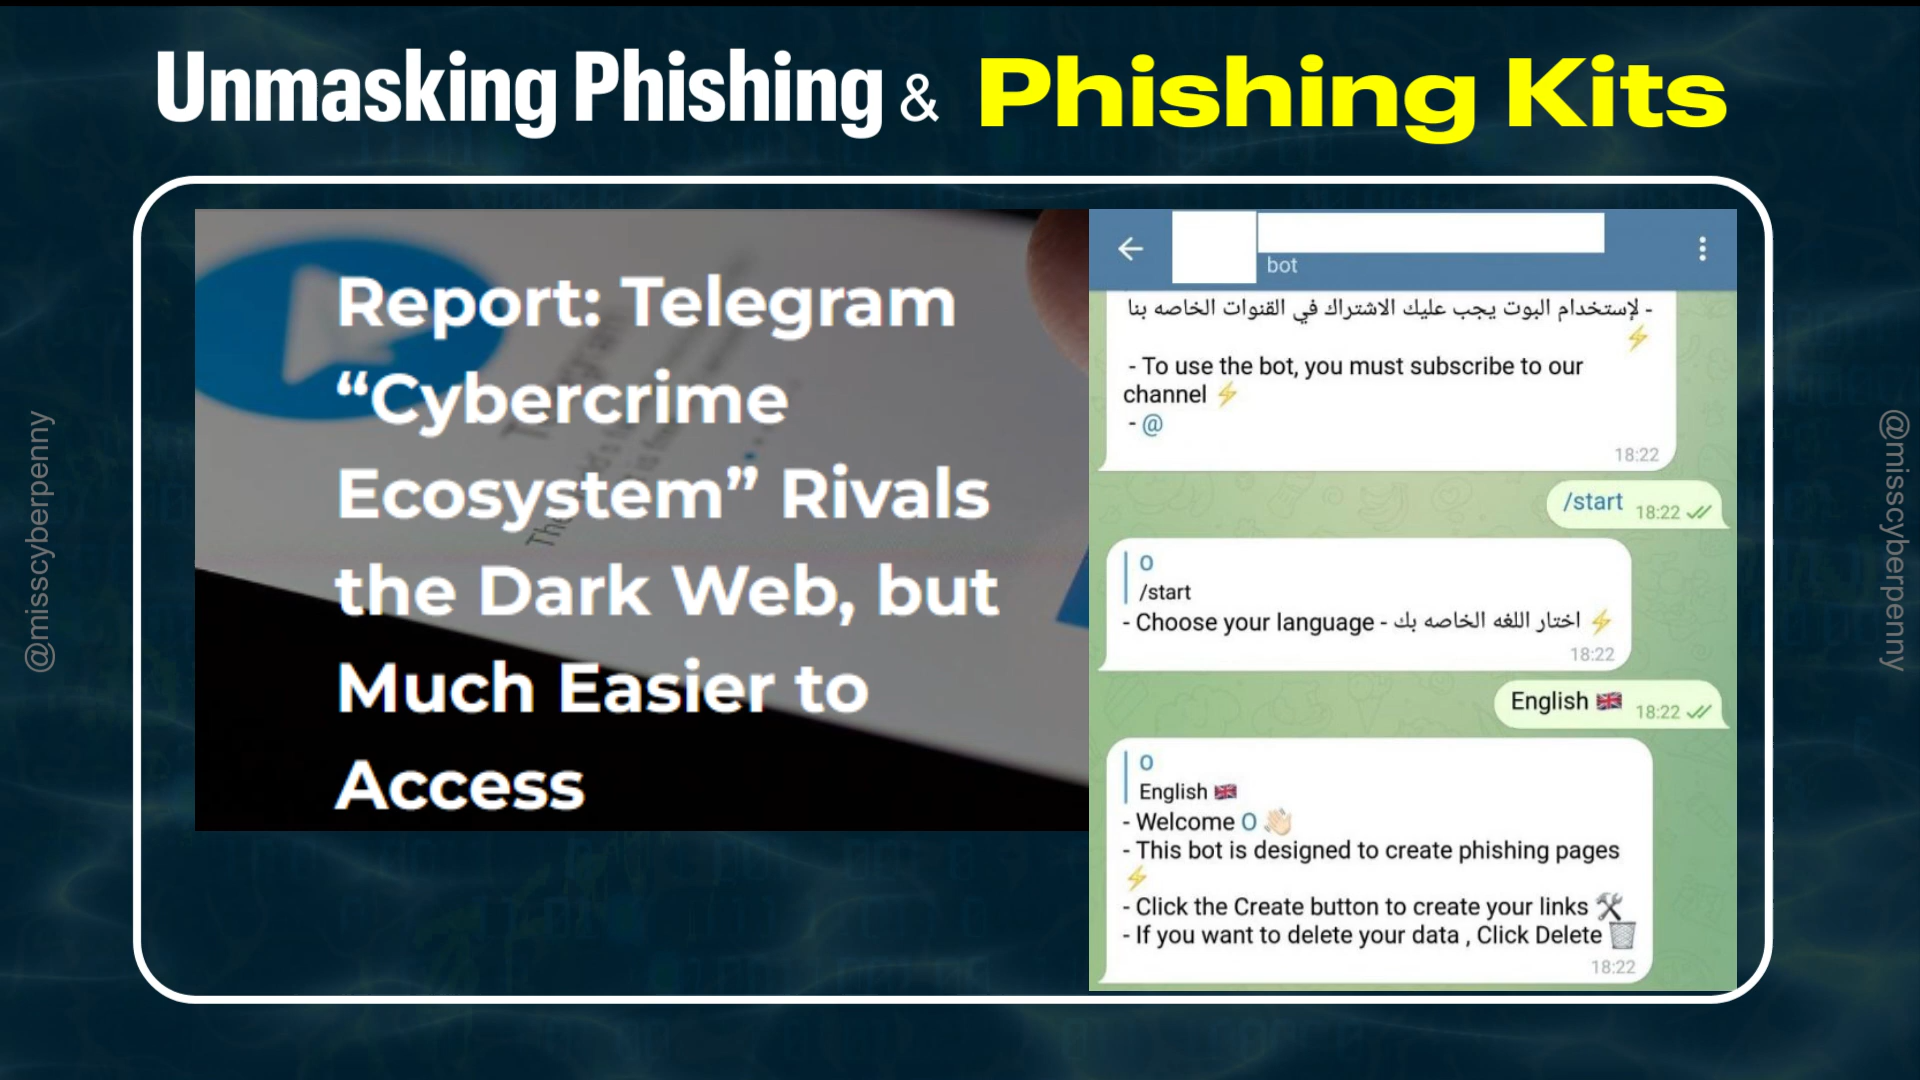 Unmasking Phishing & Phishing Kits
Report: Telegram
“Cybercrime
Ecosystem” Rivals
the Dark Web, but
Much Easier to
Access
bot
- لإستخدام البوت يجب عليك الاشتراك في القنوات الخاصه بنا
⚡
- To use the bot, you must subscribe to our
channel ⚡
- @
18:22
/start 18:22
O
/start
- Choose your language - اختار اللغه الخاصه بك ⚡
18:22
English 🇬🇧 18:22
O
English 🇬🇧
- Welcome O 👋🏻
- This bot is designed to create phishing pages
⚡
- Click the Create button to create your links 🛠
- If you want to delete your data , Click Delete 🗑
18:22
@misscyberpenny
@misscyberpenny